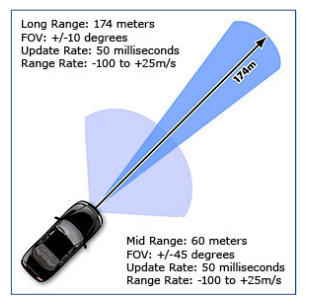 Long Range: 174 meters
FOV: +/-10 degrees
Update Rate: 50 milliseconds
Range Rate: -100 to +25m/s
174m
Mid Range: 60 meters
FOV: +/-45 degrees
Update Rate: 50 milliseconds
Range Rate: -100 to +25m/s